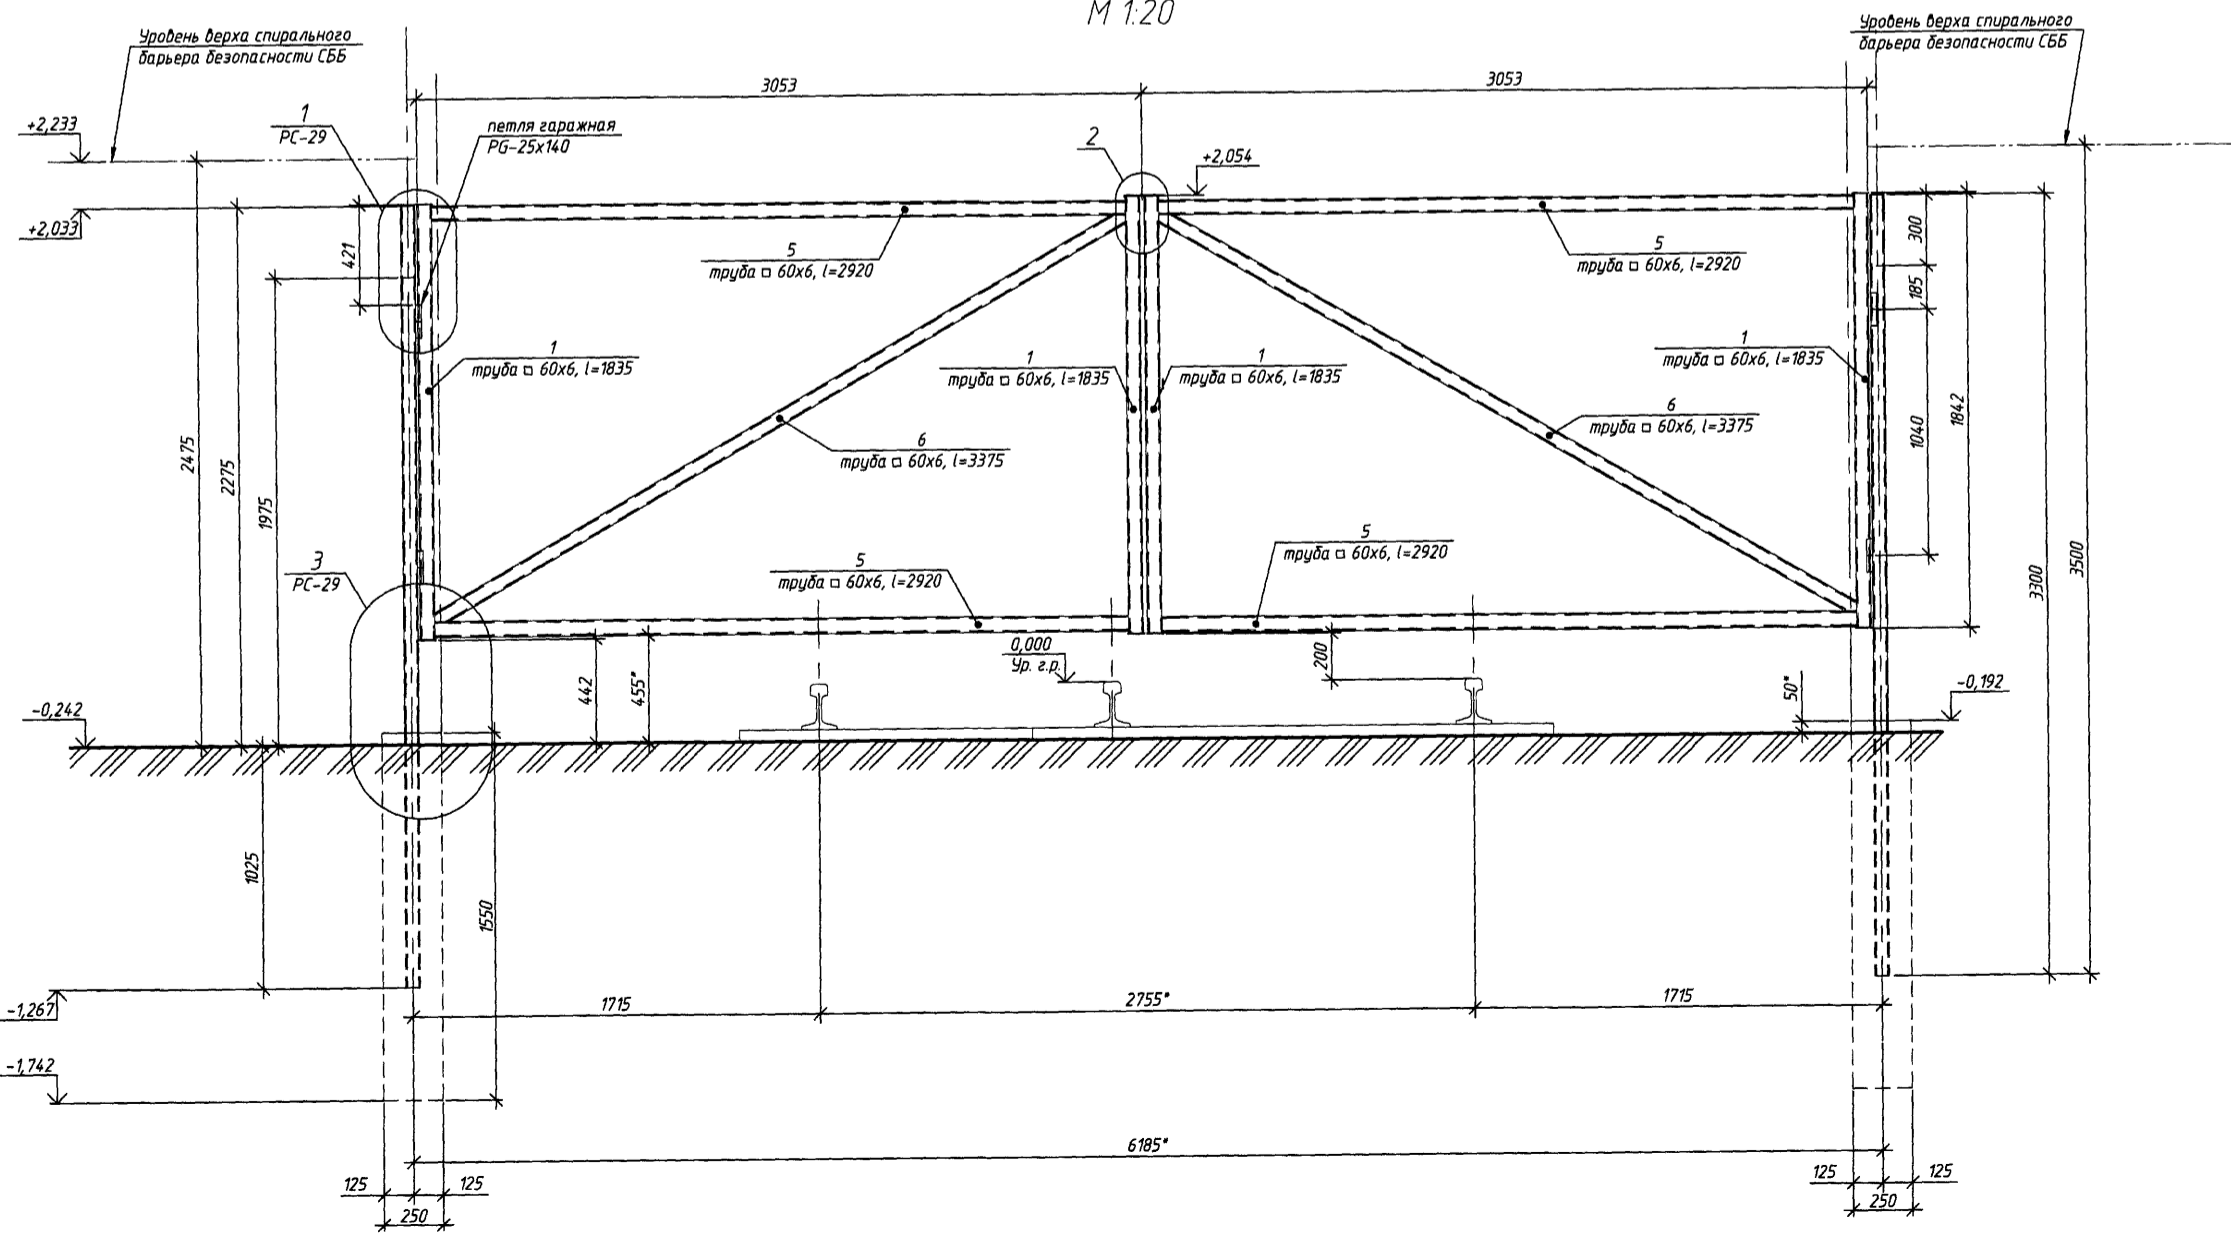 М 1:20
Уровень верха спирального
барьера безопасности СББ
Уровень верха спирального
барьера безопасности СББ
3053
3053
1
РС-29
петля гаражная
PG-25х140
2
+2,233
+2,054
+2,033
421
300
185
5
труба □ 60х6, l=2920
5
труба □ 60х6, l=2920
1
труба □ 60х6, l=1835
1
труба □ 60х6, l=1835
1
труба □ 60х6, l=1835
1
труба □ 60х6, l=1835
6
труба □ 60х6, l=3375
6
труба □ 60х6, l=3375
2475
2275
1975
1040
1842
3300
3500
3
РС-29
5
труба □ 60х6, l=2920
5
труба □ 60х6, l=2920
0,000
Ур. г.р.
442
455*
200
50*
-0,192
-0,242
1025
1550
-1,267
1715
2755*
1715
-1,742
6185*
125
125
250
125
125
250